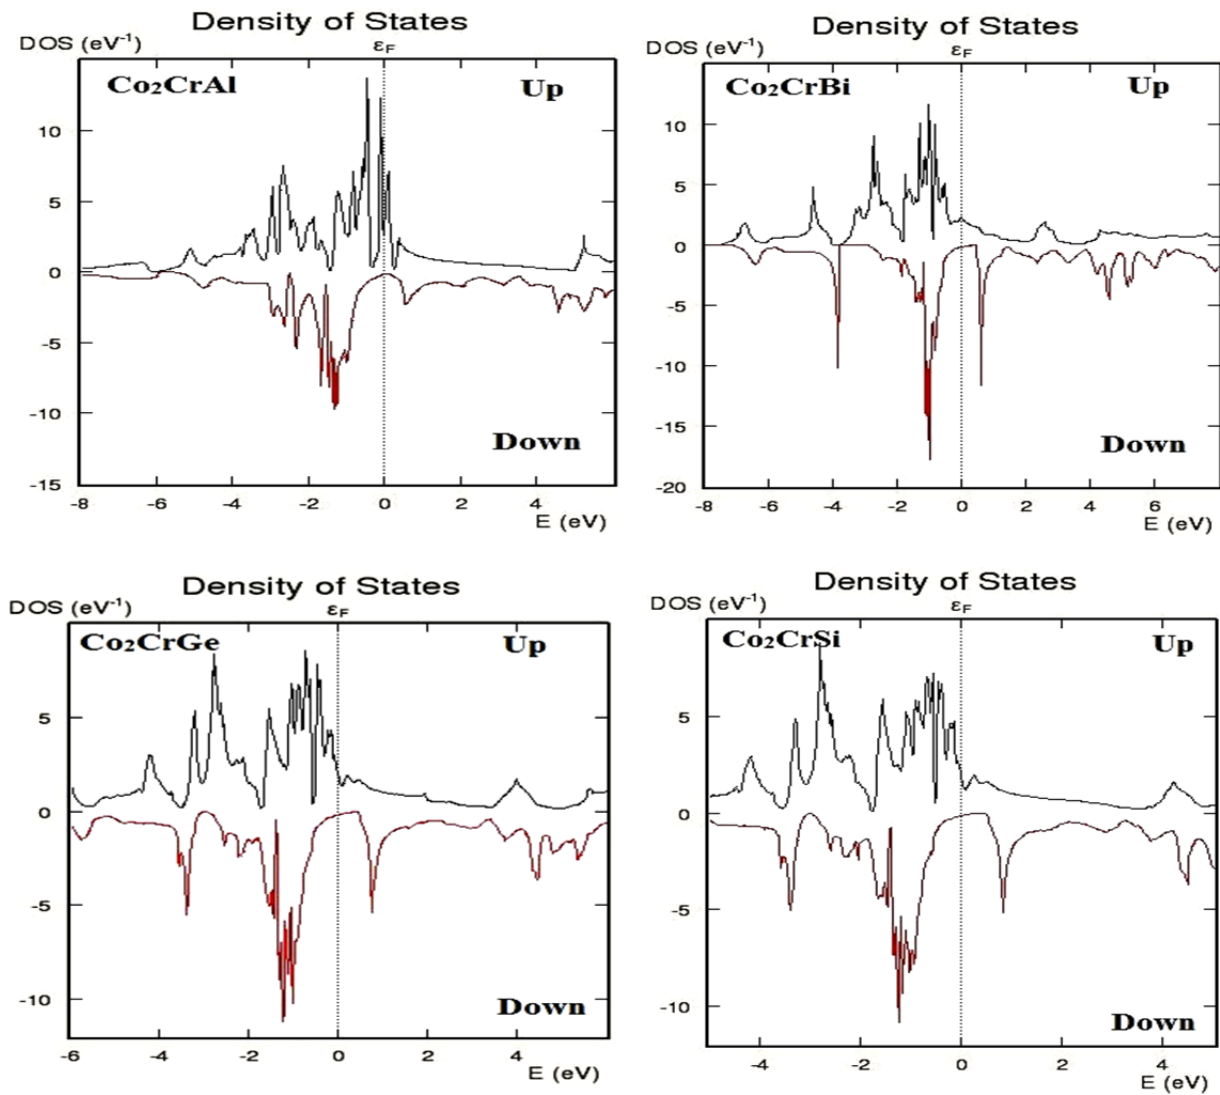 Density of States
DOS (eV⁻¹)
εF
Co₂CrAl
Up
10
5
0
-5
-10
-15
Down
-8
-6
-4
-2
0
2
4
E (eV)
Density of States
DOS (eV⁻¹)
εF
Co₂CrBi
Up
10
5
0
-5
-10
-15
-20
Down
-8
-6
-4
-2
0
2
4
6
E (eV)
Density of States
DOS (eV⁻¹)
εF
Co₂CrGe
Up
5
0
-5
-10
Down
-6
-4
-2
0
2
4
E (eV)
Density of States
DOS (eV⁻¹)
εF
Co₂CrSi
Up
5
0
-5
-10
Down
-4
-2
0
2
4
E (eV)